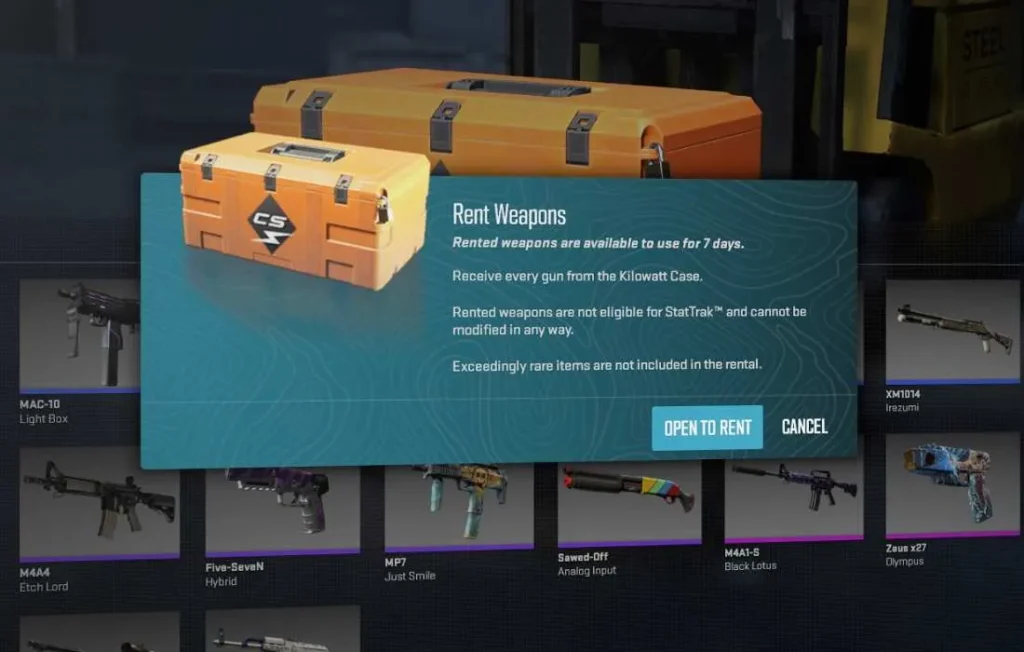 STEEL
CS
Rent Weapons
Rented weapons are available to use for 7 days.
Receive every gun from the Kilowatt Case.
Rented weapons are not eligible for StatTrak™ and cannot be
modified in any way.
Exceedingly rare items are not included in the rental.
OPEN TO RENT
CANCEL
MAC-10
Light Box
XM1014
Irezumi
M4A4
Etch Lord
Five-SeveN
Hybrid
MP7
Just Smile
Sawed-Off
Analog Input
M4A1-S
Black Lotus
Zeus x27
Olympus